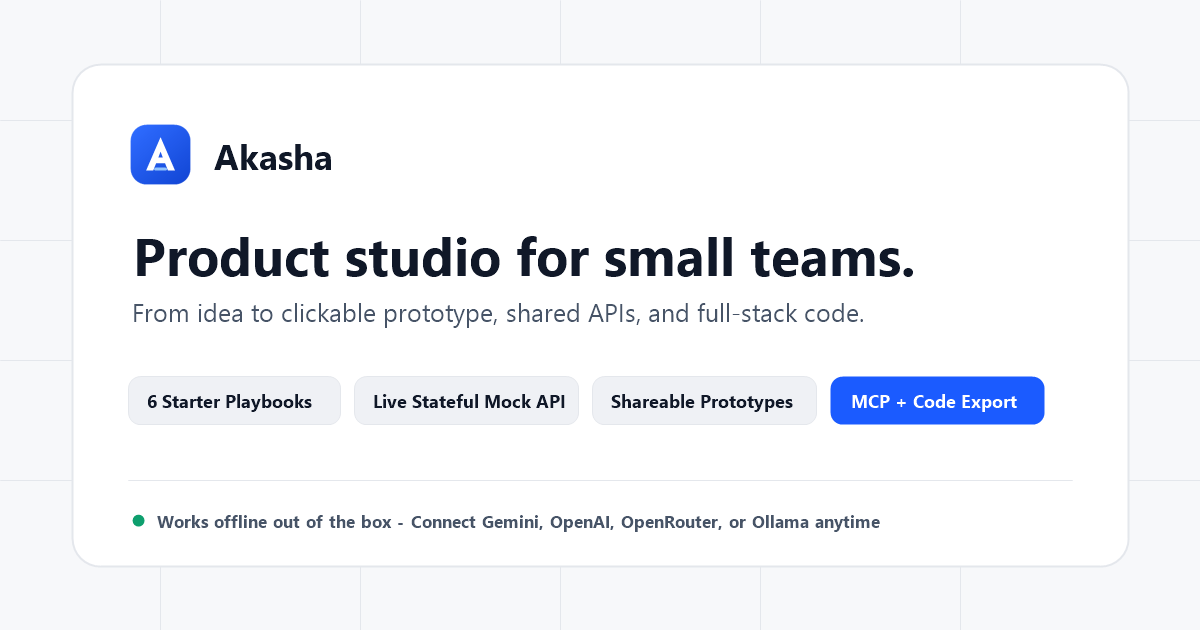 Akasha
Product studio for small teams.
From idea to clickable prototype, shared APIs, and full-stack code.
6 Starter Playbooks
Live Stateful Mock API
Shareable Prototypes
MCP + Code Export
Works offline out of the box - Connect Gemini, OpenAI, OpenRouter, or Ollama anytime